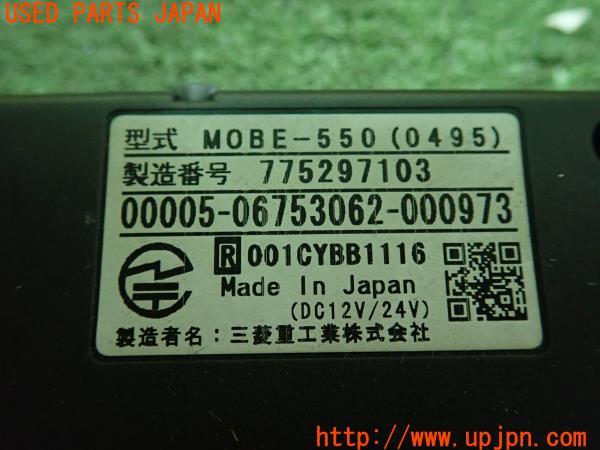 USED PARTS JAPAN
型式 MOBE-550(0495)
製造番号 775297103
00005-06753062-000973
R 001CYBB1116
Made In Japan
(DC12V/24V)
製造者名:三菱重工業株式会社
http://www.upjpn.com/